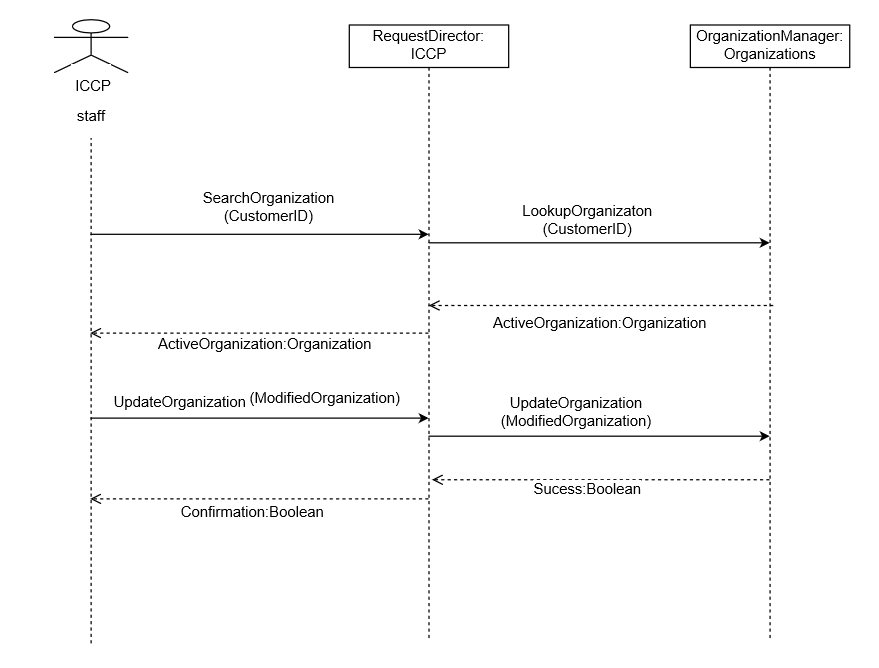 ICCP
staff
RequestDirector:
ICCP
OrganizationManager:
Organizations
SearchOrganization
(CustomerID)
LookupOrganizaton
(CustomerID)
ActiveOrganization:Organization
ActiveOrganization:Organization
UpdateOrganization (ModifiedOrganization)
UpdateOrganization
(ModifiedOrganization)
Sucess:Boolean
Confirmation:Boolean